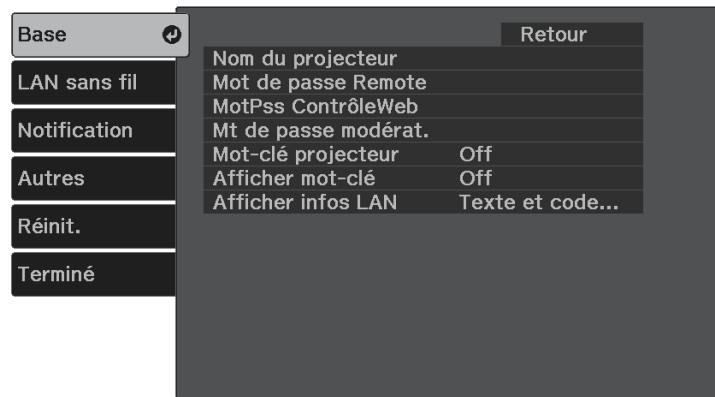 Base
LAN sans fil
Notification
Autres
Réinit.
Terminé
Retour
Nom du projecteur
Mot de passe Remote
MotPss ContrôleWeb
Mt de passe modérat.
Mot-clé projecteur Off
Afficher mot-clé Off
Afficher infos LAN Texte et code...